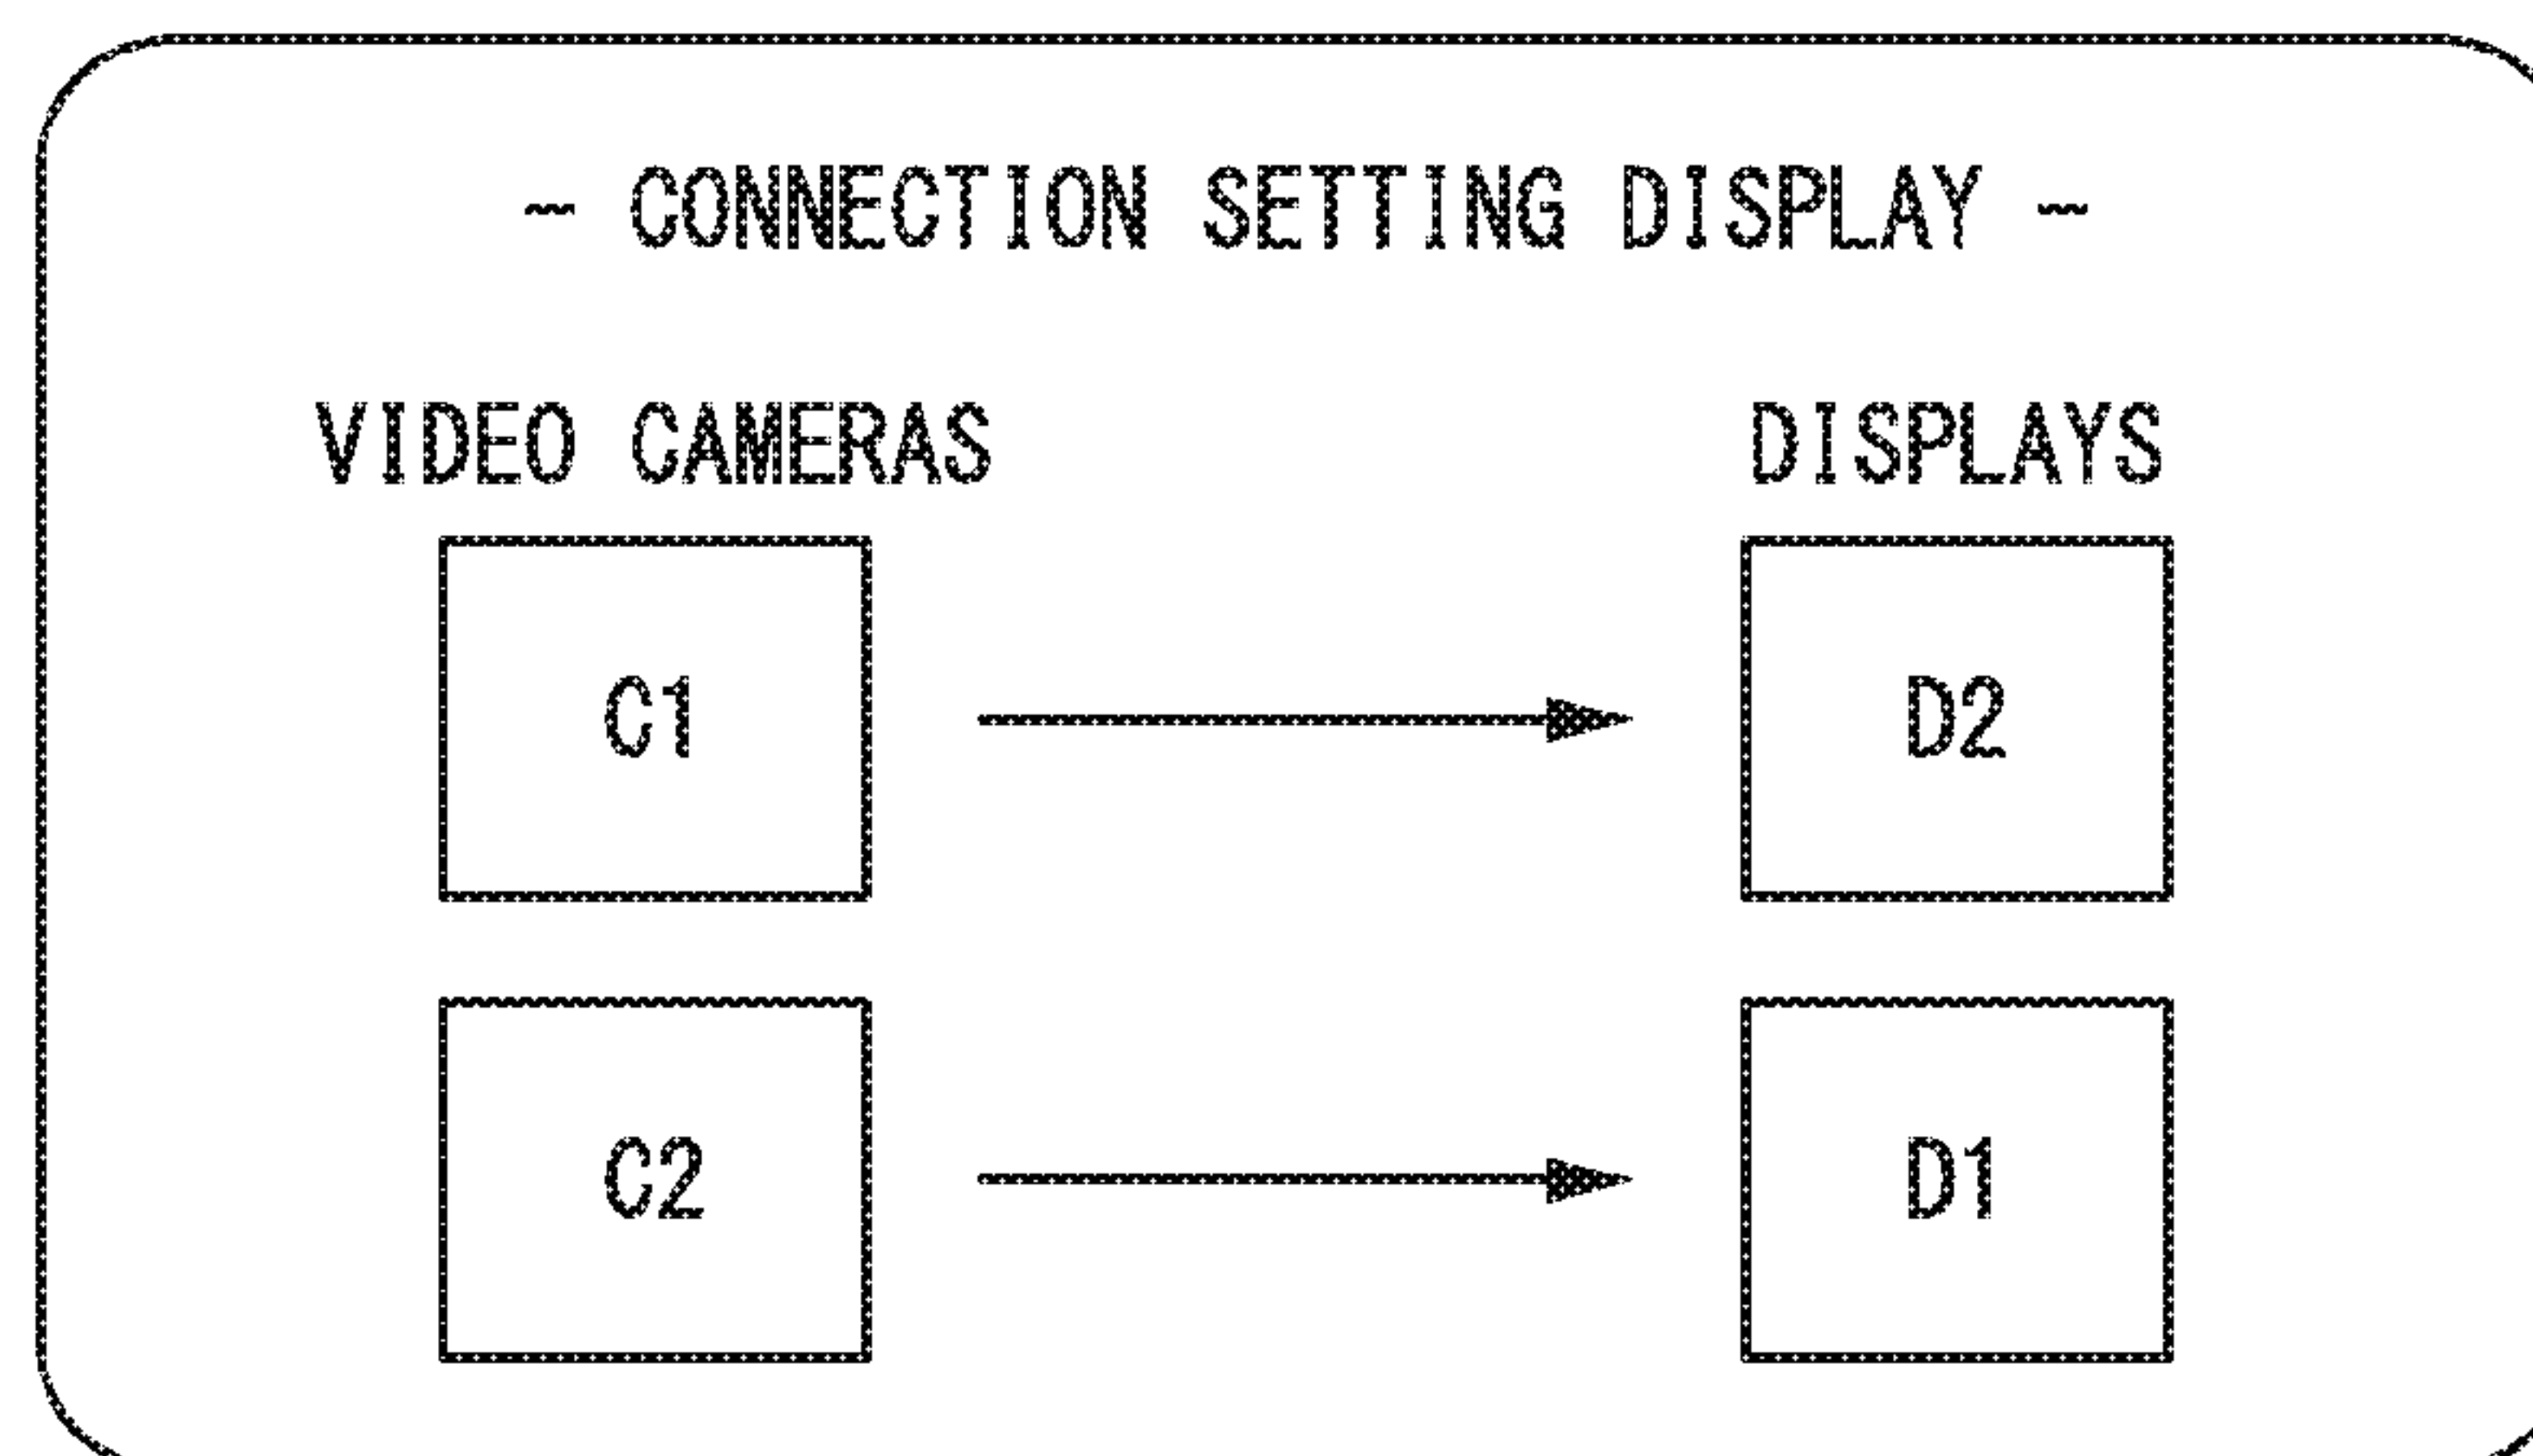 ~ CONNECTION SETTING DISPLAY ~
VIDEO CAMERAS DISPLAYS
C1 D2
C2 D1